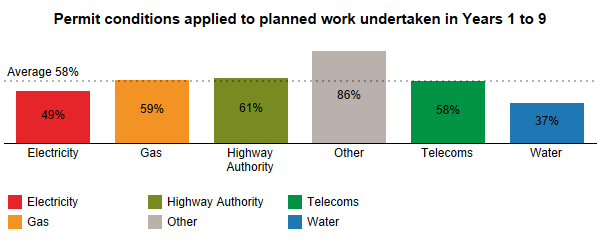 Permit conditions applied to planned work undertaken in Years 1 to 9
Average 58%
49%
59%
61%
86%
58%
37%
Electricity
Gas
Highway
Authority
Other
Telecoms
Water
Electricity
Highway Authority
Telecoms
Gas
Other
Water